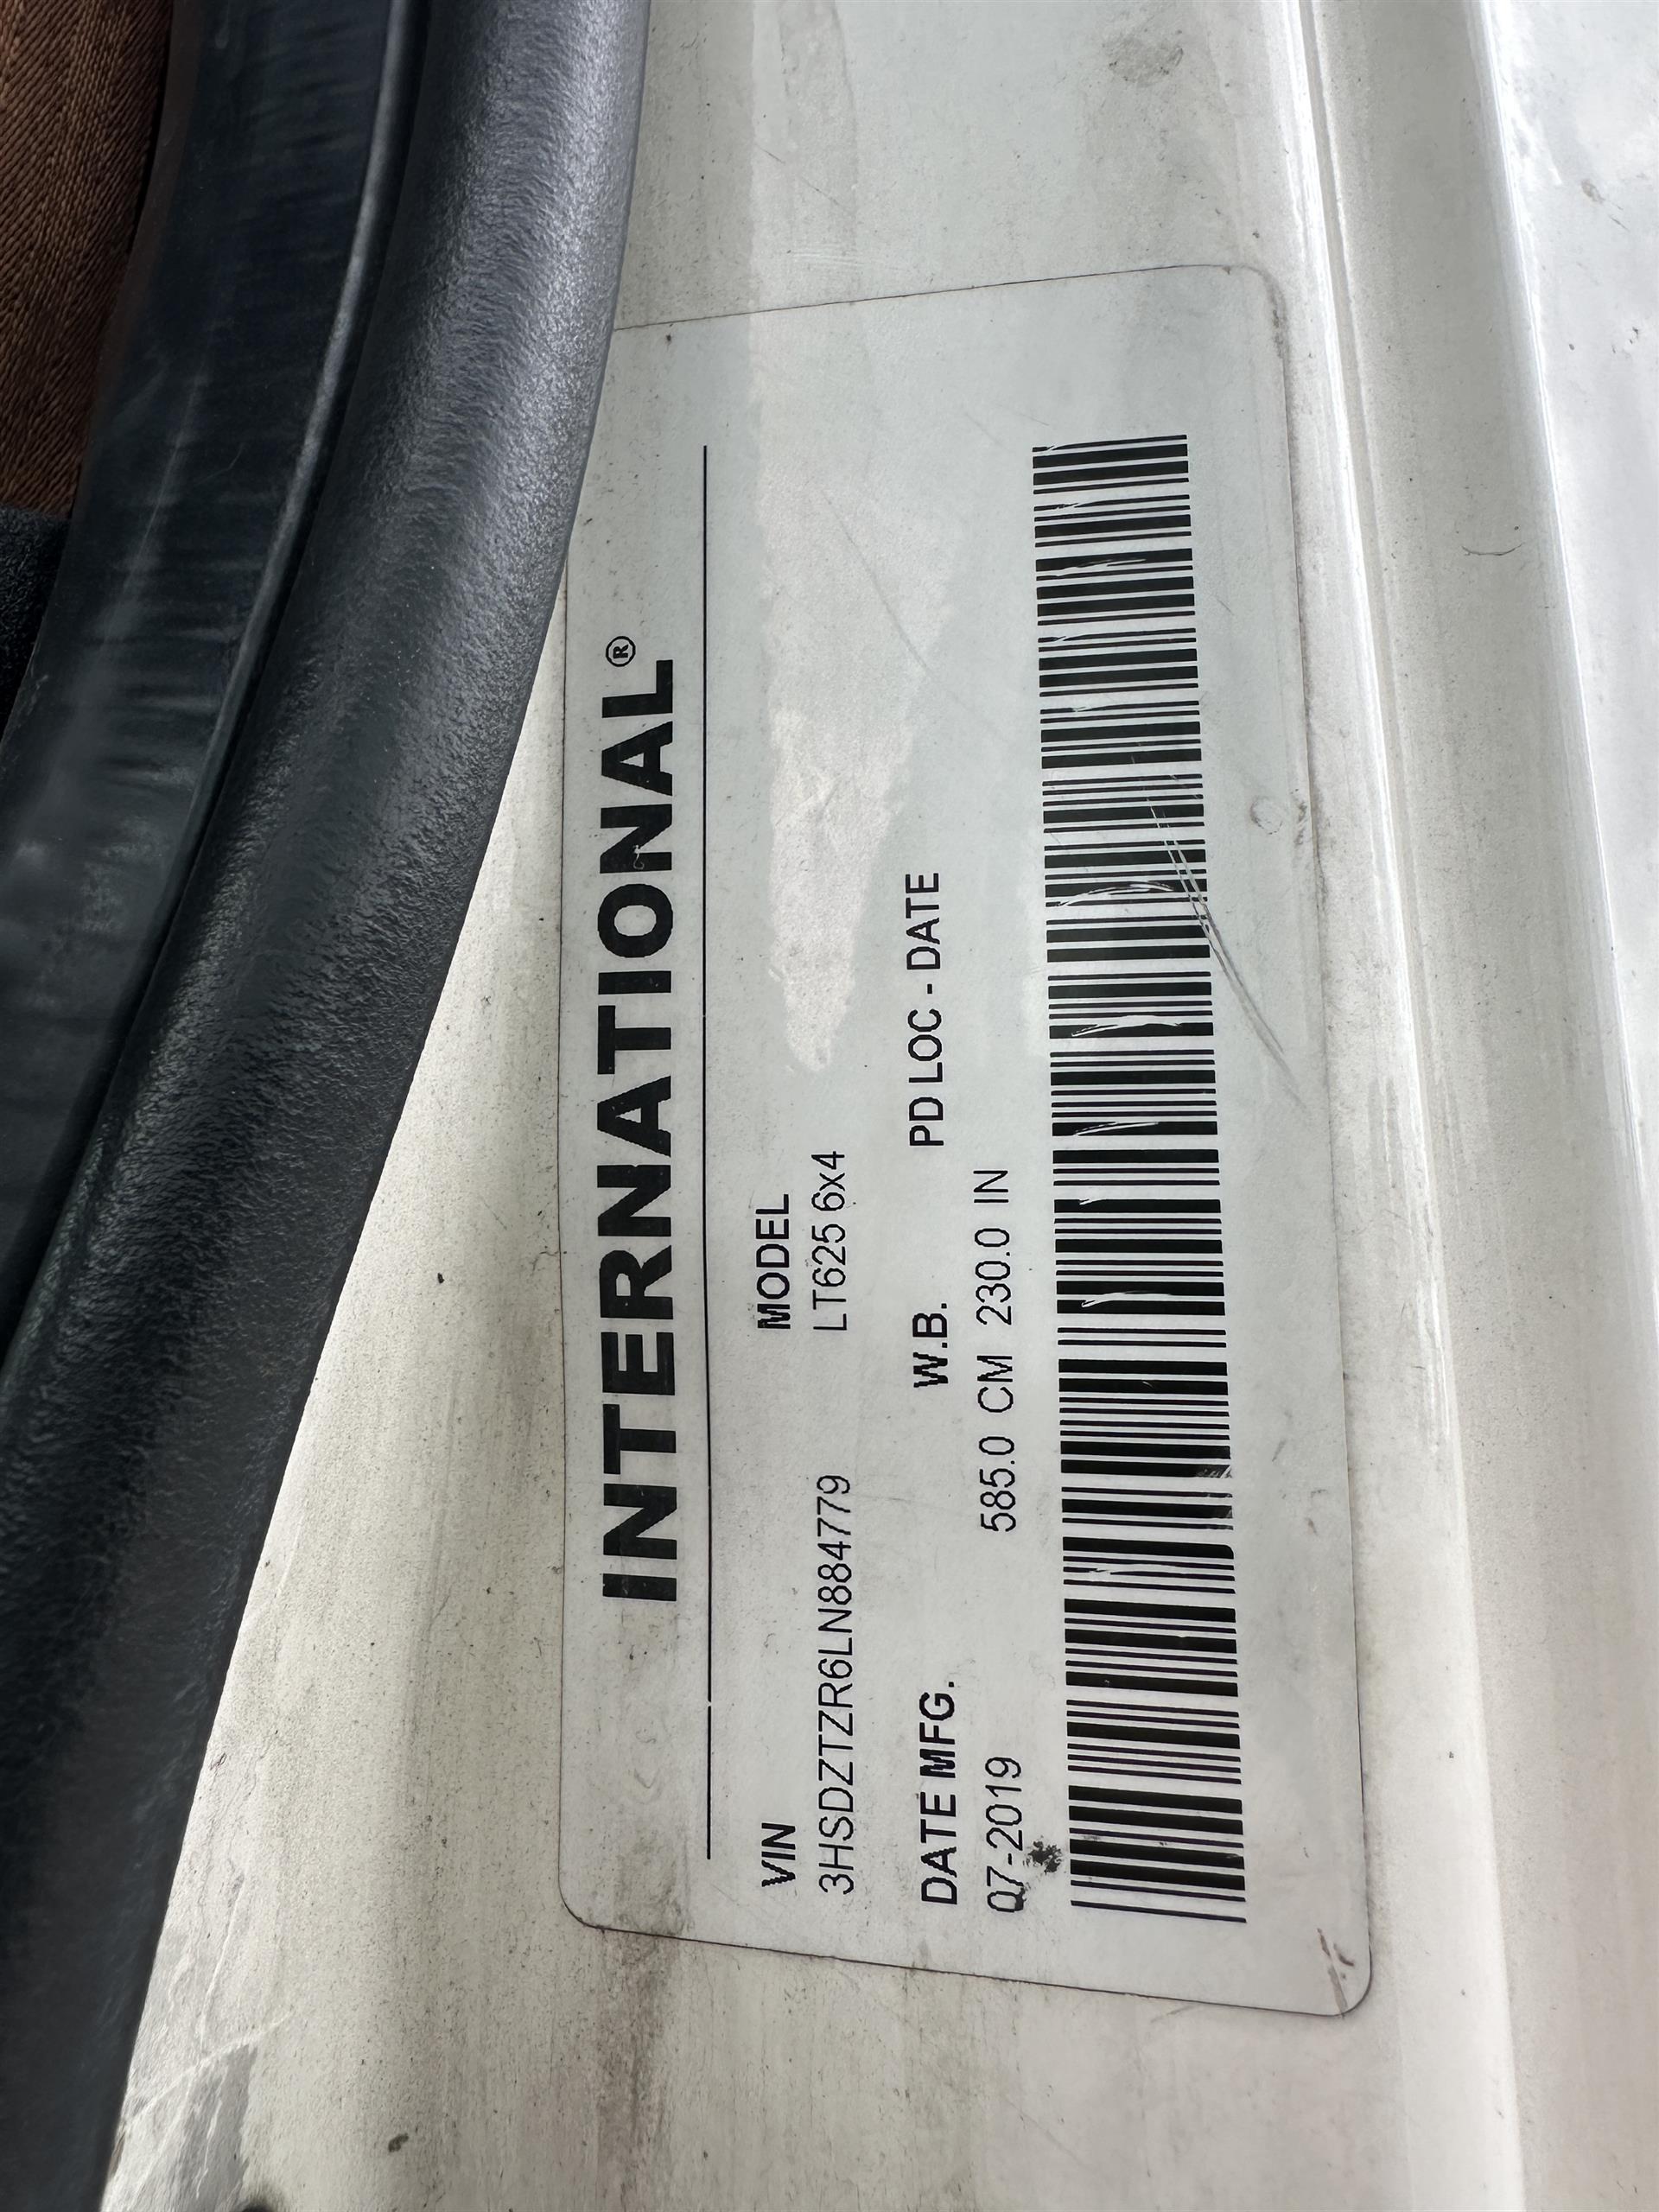 INTERNATIONAL®
VIN MODEL
3HSDZTZR6LN884779 LT625 6x4
DATE MFG. W.B. PD LOC - DATE
07-2019 585.0 CM 230.0 IN